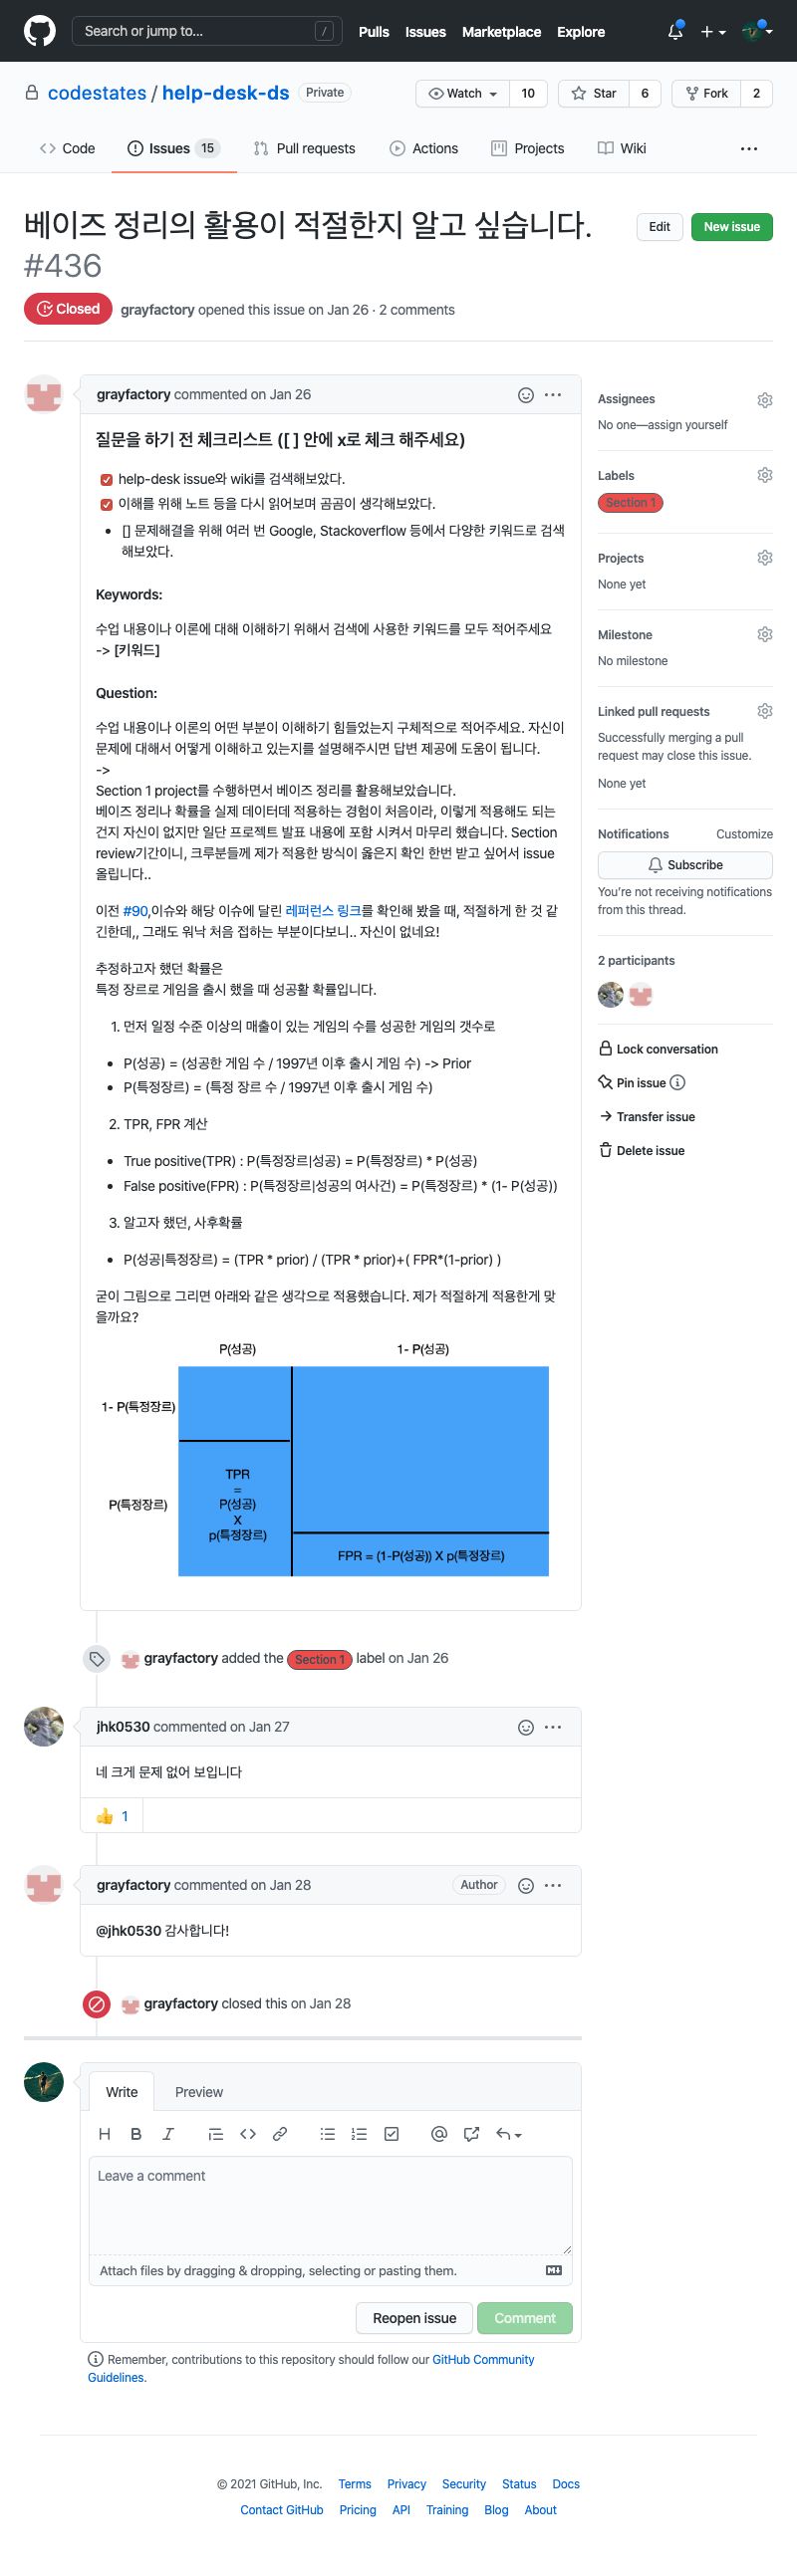 Search or jump to... /
Pulls Issues Marketplace Explore
codestates / help-desk-ds Private
Watch 10 Star 6 Fork 2
Code Issues 15 Pull requests Actions Projects Wiki ...
베이즈 정리의 활용이 적절한지 알고 싶습니다.
#436
Edit New issue
Closed grayfactory opened this issue on Jan 26 · 2 comments
grayfactory commented on Jan 26
질문을 하기 전 체크리스트 ([ ] 안에 x로 체크 해주세요)
help-desk issue와 wiki를 검색해보았다.
이해를 위해 노트 등을 다시 읽어보며 곰곰이 생각해보았다.
• [] 문제해결을 위해 여러 번 Google, Stackoverflow 등에서 다양한 키워드로 검색
해보았다.
Keywords:
수업 내용이나 이론에 대해 이해하기 위해서 검색에 사용한 키워드를 모두 적어주세요
-> [키워드]
Question:
수업 내용이나 이론의 어떤 부분이 이해하기 힘들었는지 구체적으로 적어주세요. 자신이
문제에 대해서 어떻게 이해하고 있는지를 설명해주시면 답변 제공에 도움이 됩니다.
->
Section 1 project를 수행하면서 베이즈 정리를 활용해보았습니다.
베이즈 정리나 확률을 실제 데이터데 적용하는 경험이 처음이라, 이렇게 적용해도 되는
건지 자신이 없지만 일단 프로젝트 발표 내용에 포함 시켜서 마무리 했습니다. Section
review기간이니, 크루분들께 제가 적용한 방식이 옳은지 확인 한번 받고 싶어서 issue
올립니다..
이전 #90,이슈와 해당 이슈에 달린 레퍼런스 링크를 확인해 봤을 때, 적절하게 한 것 같
긴한데,, 그래도 워낙 처음 접하는 부분이다보니.. 자신이 없네요!
추정하고자 했던 확률은
특정 장르로 게임을 출시 했을 때 성공활 확률입니다.
1. 먼저 일정 수준 이상의 매출이 있는 게임의 수를 성공한 게임의 갯수로
• P(성공) = (성공한 게임 수 / 1997년 이후 출시 게임 수) -> Prior
• P(특정장르) = (특정 장르 수 / 1997년 이후 출시 게임 수)
2. TPR, FPR 계산
• True positive(TPR) : P(특정장르|성공) = P(특정장르) * P(성공)
• False positive(FPR) : P(특정장르|성공의 여사건) = P(특정장르) * (1- P(성공))
3. 알고자 했던, 사후확률
• P(성공|특정장르) = (TPR * prior) / (TPR * prior)+( FPR*(1-prior) )
굳이 그림으로 그리면 아래와 같은 생각으로 적용했습니다. 제가 적절하게 적용한게 맞
을까요?
P(성공) 1- P(성공)
1- P(특정장르)
P(특정장르)
TPR
=
P(성공)
X
p(특정장르)
FPR = (1-P(성공)) X p(특정장르)
grayfactory added the Section 1 label on Jan 26
jhk0530 commented on Jan 27
네 크게 문제 없어 보입니다
👍 1
grayfactory commented on Jan 28 Author
@jhk0530 감사합니다!
grayfactory closed this on Jan 28
Write Preview
H B I
Leave a comment
Attach files by dragging & dropping, selecting or pasting them.
Reopen issue Comment
Remember, contributions to this repository should follow our GitHub Community
Guidelines.
Assignees
No one—assign yourself
Labels
Section 1
Projects
None yet
Milestone
No milestone
Linked pull requests
Successfully merging a pull
request may close this issue.
None yet
Notifications Customize
Subscribe
You're not receiving notifications
from this thread.
2 participants
Lock conversation
Pin issue
Transfer issue
Delete issue
© 2021 GitHub, Inc. Terms Privacy Security Status Docs
Contact GitHub Pricing API Training Blog About